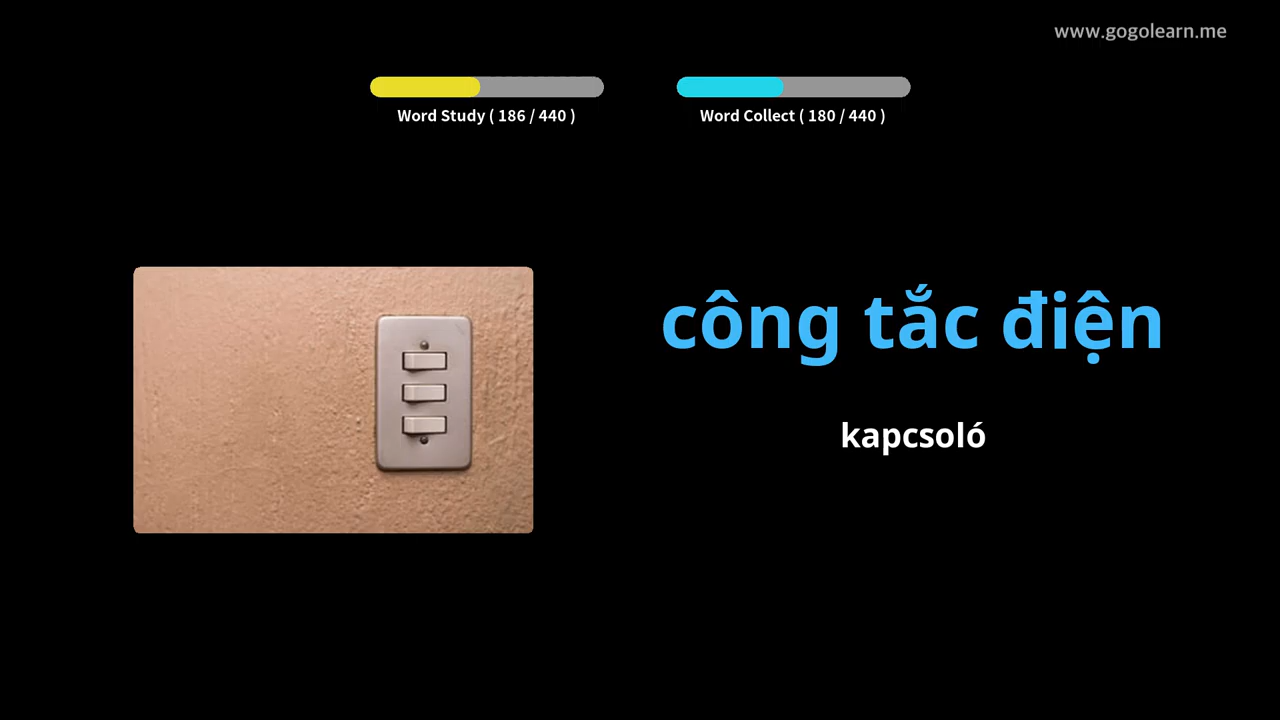 www.gogolearn.me
Word Study ( 186 / 440 )
Word Collect ( 180 / 440 )
công tắc điện
kapcsoló